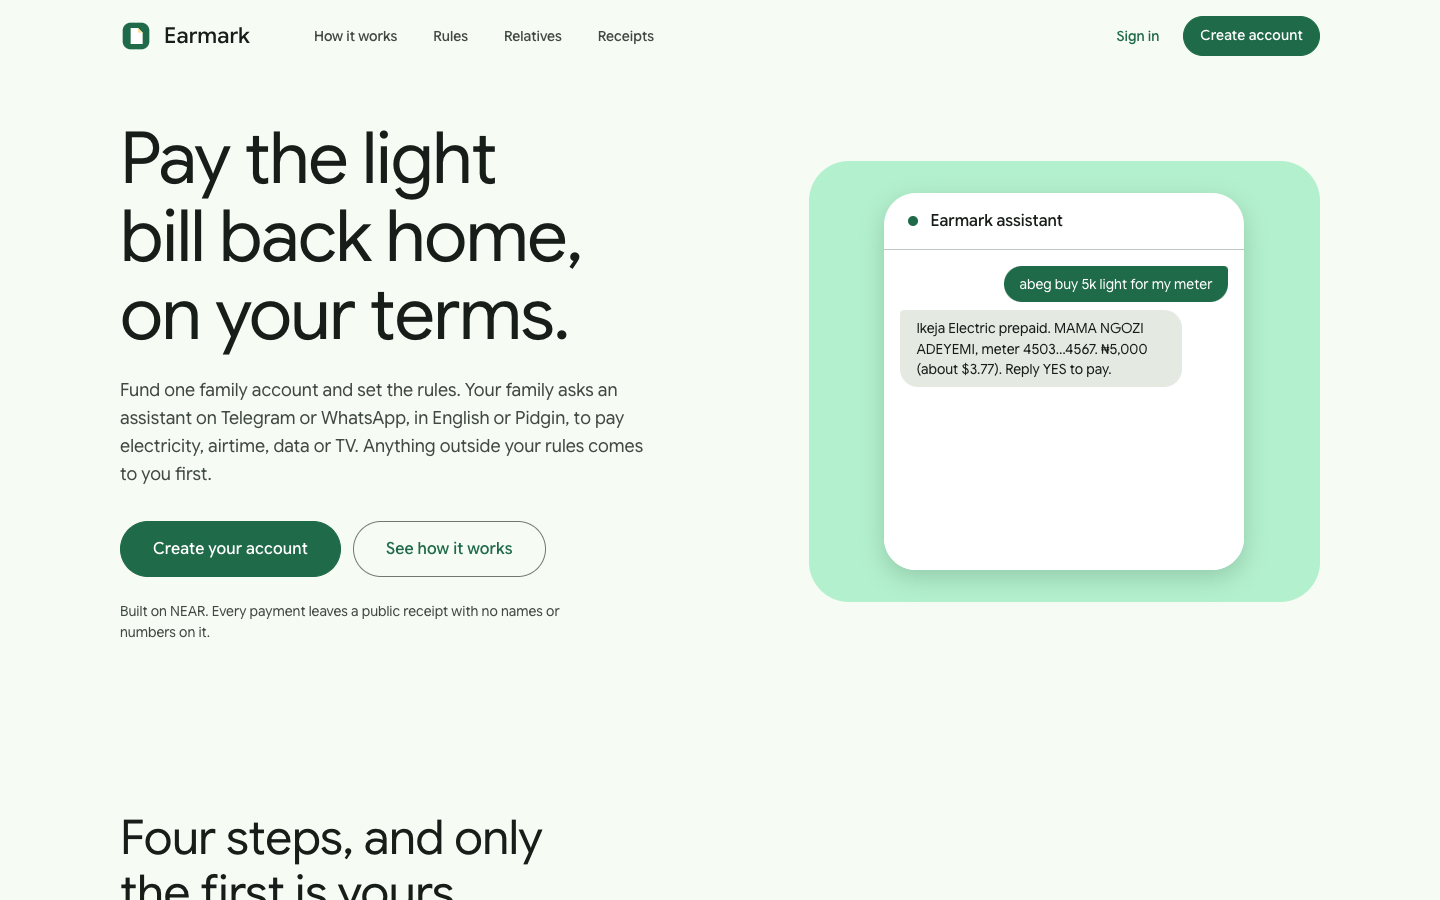 Earmark
How it works
Rules
Relatives
Receipts
Sign in
Create account
Pay the light
bill back home,
on your terms.
Fund one family account and set the rules. Your family asks an
assistant on Telegram or WhatsApp, in English or Pidgin, to pay
electricity, airtime, data or TV. Anything outside your rules comes
to you first.
Create your account
See how it works
Built on NEAR. Every payment leaves a public receipt with no names or
numbers on it.
Earmark assistant
abeg buy 5k light for my meter
Ikeja Electric prepaid. MAMA NGOZI
ADEYEMI, meter 4503…4567. ₦5,000
(about $3.77). Reply YES to pay.
Four steps, and only
the first is yours